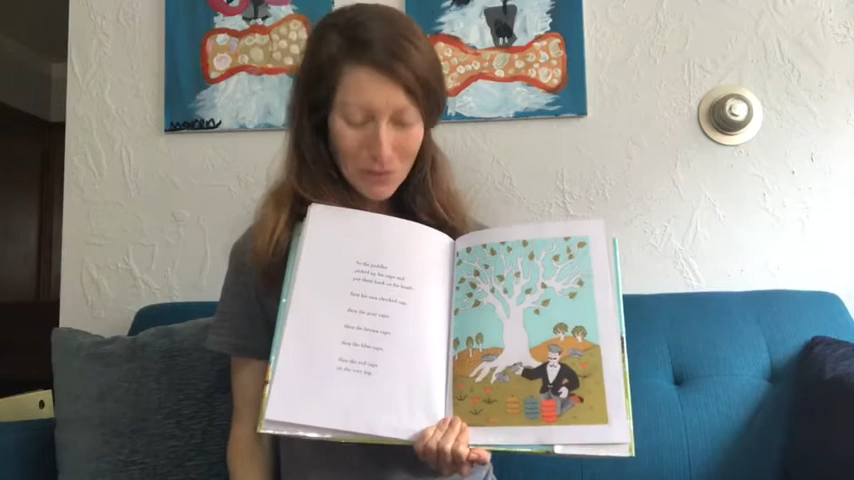 So the peddler
picked up his caps and
put them back on his head—
first his own checked cap,
then the gray caps,
then the brown caps,
then the blue caps,
then the red caps
on the very top.